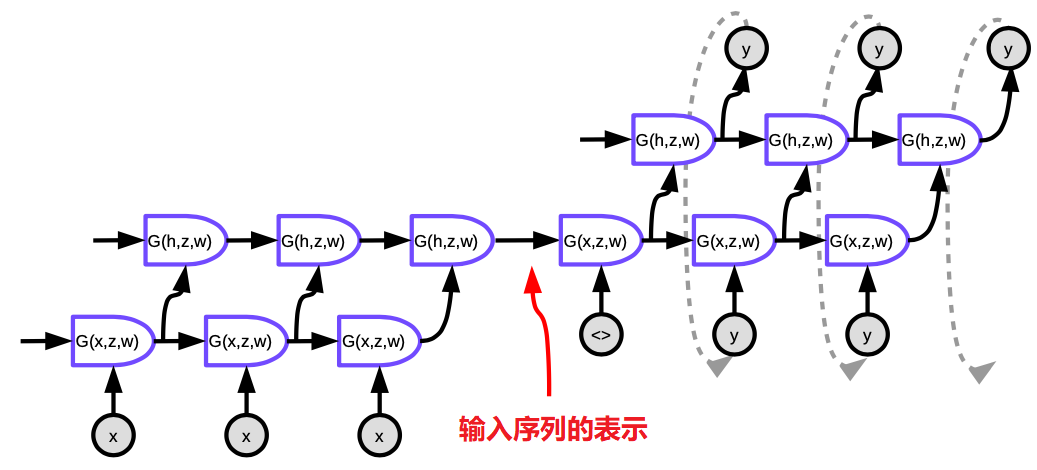 y y y
G(h,z,w) G(h,z,w) G(h,z,w)
G(h,z,w) G(h,z,w) G(h,z,w) G(x,z,w) G(x,z,w) G(x,z,w)
G(x,z,w) G(x,z,w) G(x,z,w) <> y y
x x x
输入序列的表示